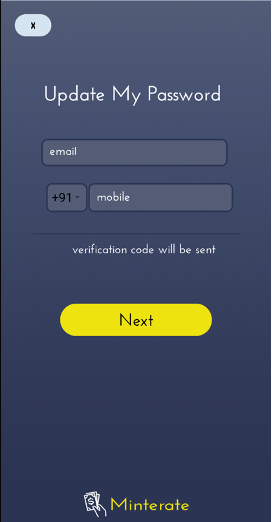 x
Update My Password
email
+91 mobile
verification code will be sent
Next
$ Minterate